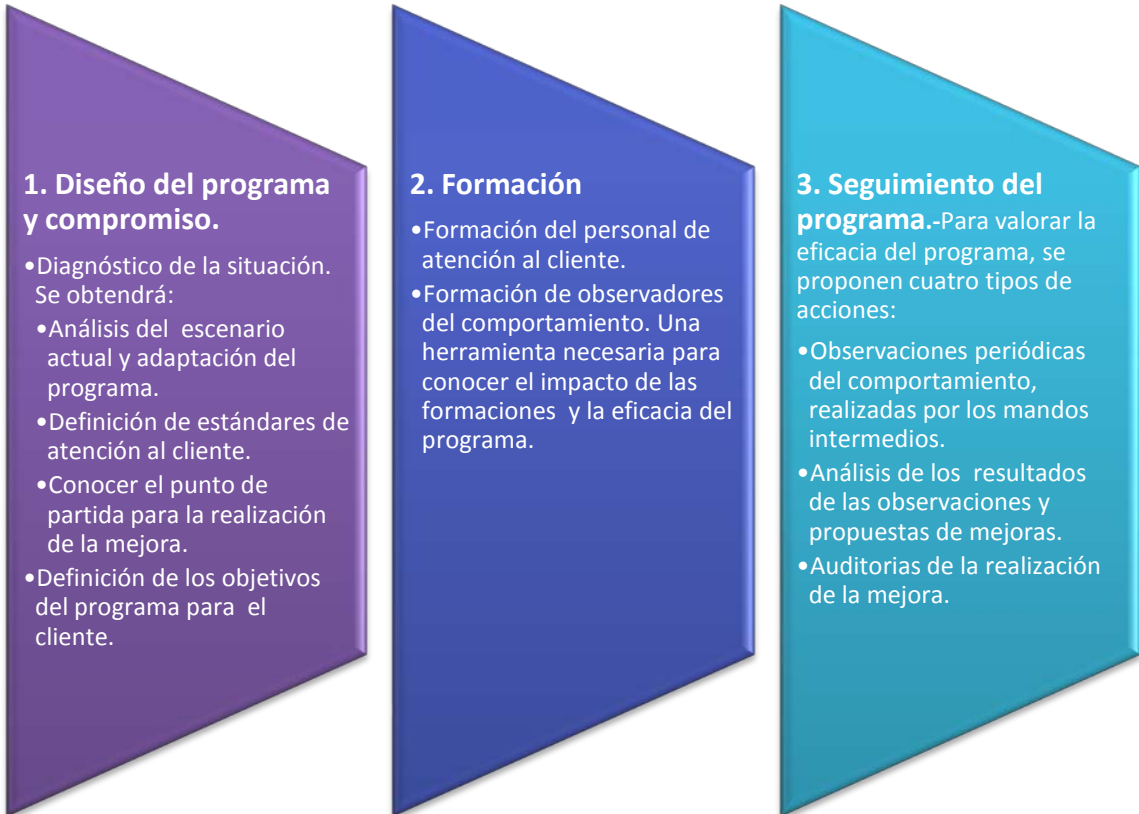 1. Diseño del programa
y compromiso.
•Diagnóstico de la situación.
Se obtendrá:
•Análisis del escenario
actual y adaptación del
programa.
•Definición de estándares de
atención al cliente.
•Conocer el punto de
partida para la realización
de la mejora.
•Definición de los objetivos
del programa para el
cliente.
2. Formación
•Formación del personal de
atención al cliente.
•Formación de observadores
del comportamiento. Una
herramienta necesaria para
conocer el impacto de las
formaciones y la eficacia del
programa.
3. Seguimiento del
programa.-Para valorar la
eficacia del programa, se
proponen cuatro tipos de
acciones:
•Observaciones periódicas
del comportamiento,
realizadas por los mandos
intermedios.
•Análisis de los resultados
de las observaciones y
propuestas de mejoras.
•Auditorias de la realización
de la mejora.